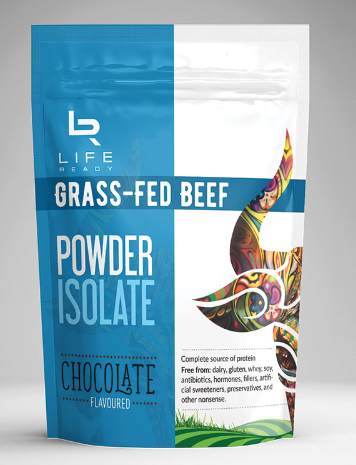 LR
LIFE
READY
GRASS-FED BEEF
POWDER
ISOLATE
CHOCOLATE
FLAVOURED
Complete source of protein
Free from: dairy, gluten, whey, soy,
antibiotics, hormones, fillers, artifi-
cial sweeteners, preservatives, and
other nonsense.